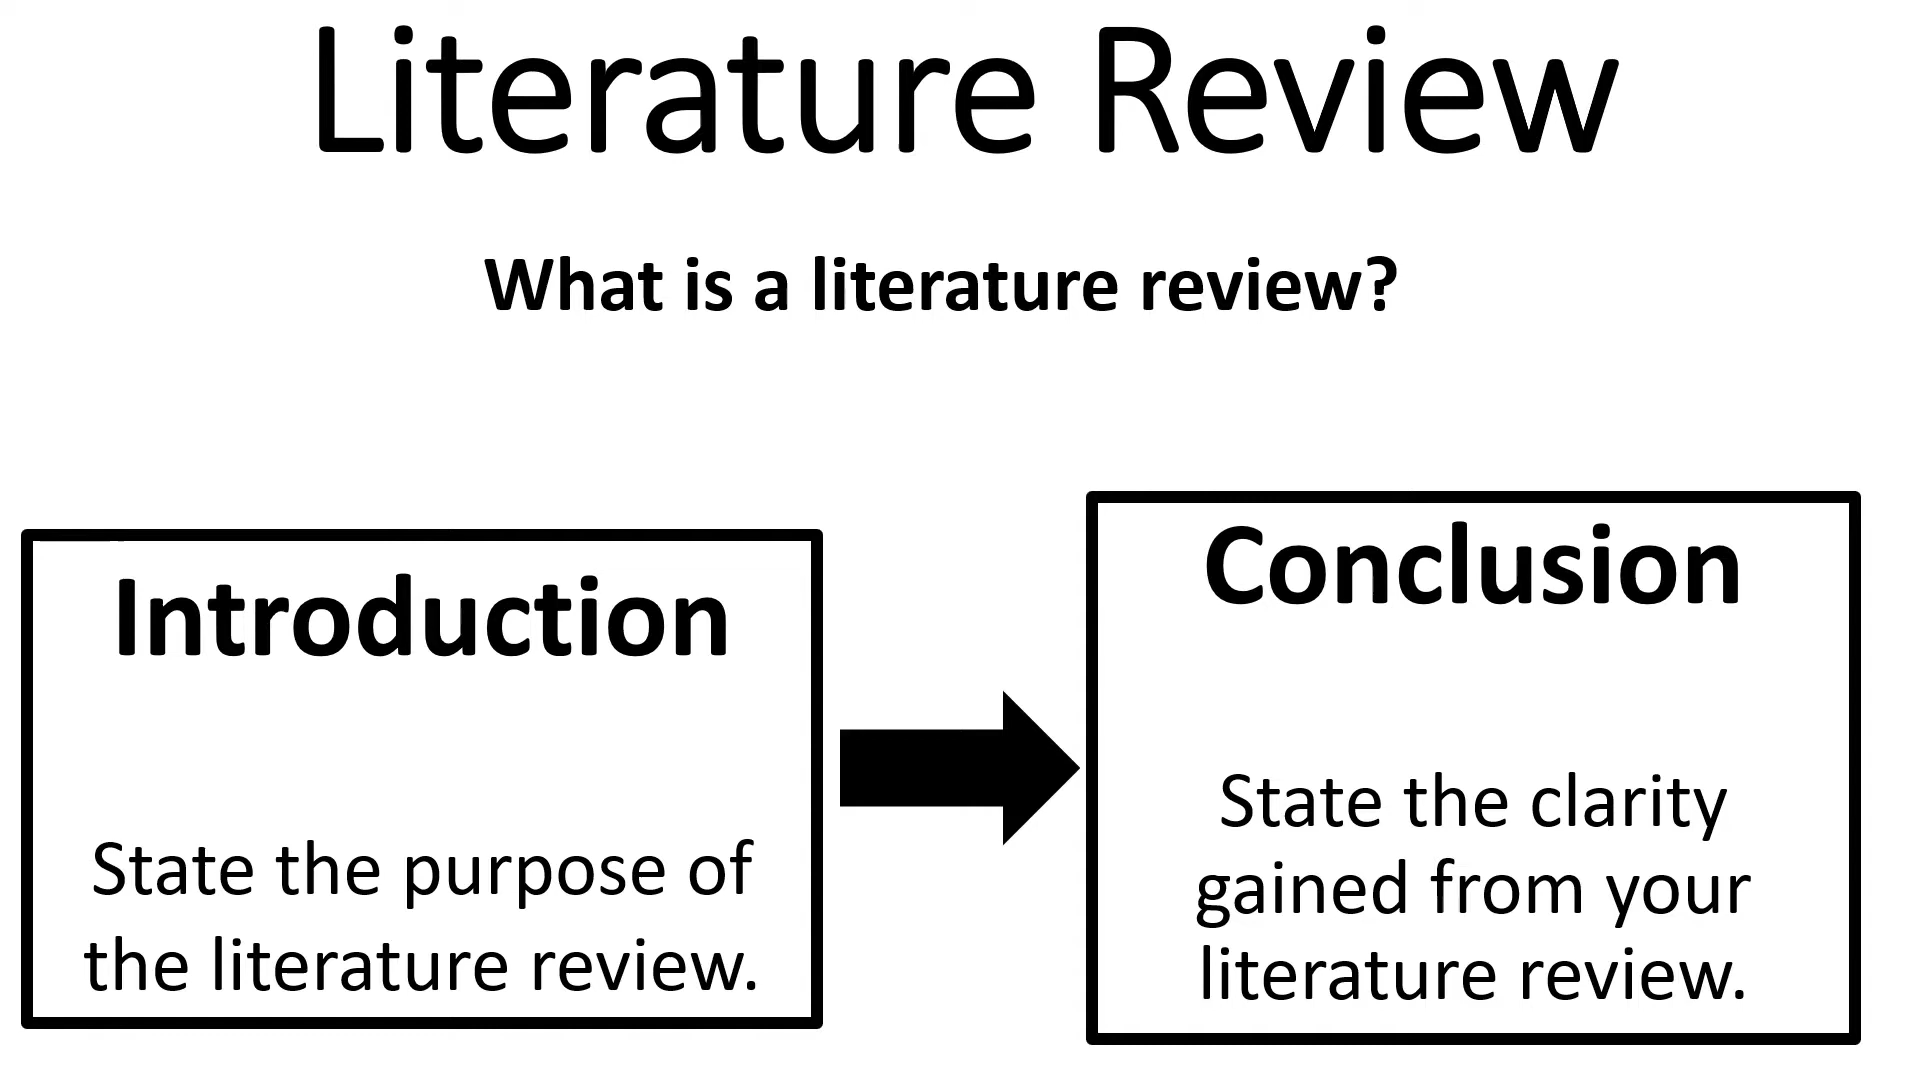 Literature Review
What is a literature review?
Introduction
State the purpose of
the literature review.
Conclusion
State the clarity
gained from your
literature review.